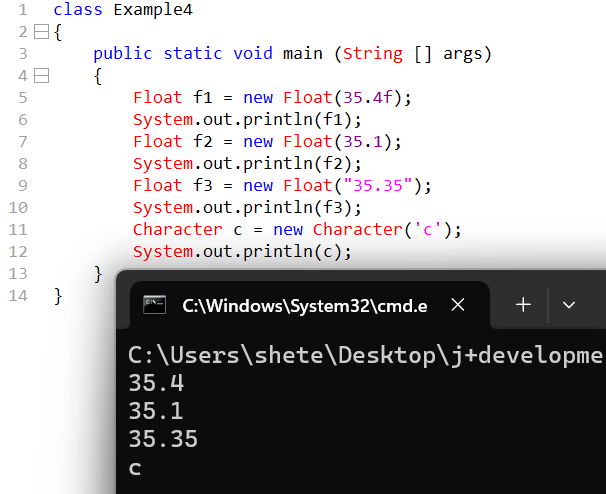 1 class Example4
2 {
3 public static void main (String [] args)
4 {
5 Float f1 = new Float(35.4f);
6 System.out.println(f1);
7 Float f2 = new Float(35.1);
8 System.out.println(f2);
9 Float f3 = new Float("35.35");
10 System.out.println(f3);
11 Character c = new Character('c');
12 System.out.println(c);
13 }
14 }
C:\Windows\System32\cmd.e
C:\Users\shete\Desktop\j+developme
35.4
35.1
35.35
c